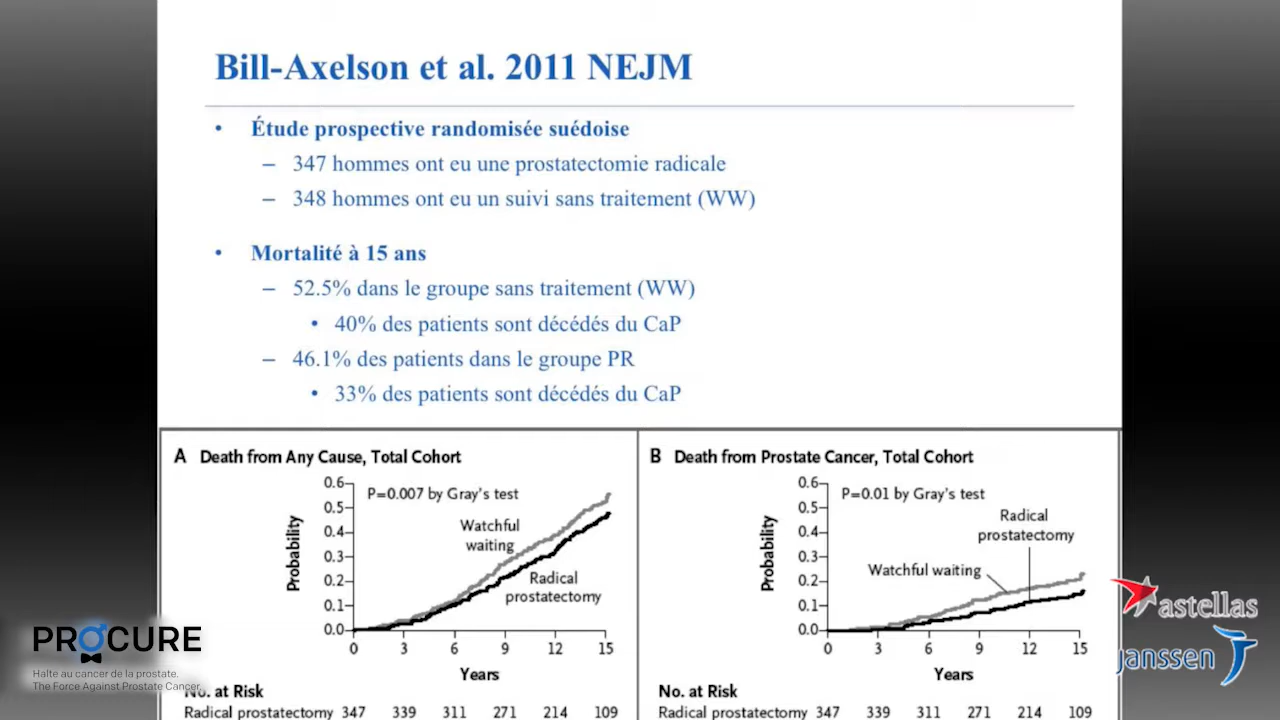 Bill-Axelson et al. 2011 NEJM
• Étude prospective randomisée suédoise
– 347 hommes ont eu une prostatectomie radicale
– 348 hommes ont eu un suivi sans traitement (WW)
• Mortalité à 15 ans
– 52.5% dans le groupe sans traitement (WW)
• 40% des patients sont décédés du CaP
– 46.1% des patients dans le groupe PR
• 33% des patients sont décédés du CaP
A Death from Any Cause, Total Cohort
P=0.007 by Gray's test
Probability
0.6
0.5
0.4
0.3
0.2
0.1
0.0
Watchful
waiting
Radical
prostatectomy
0 3 6 9 12 15
Years
No. at Risk
Radical prostatectomy 347 339 311 271 214 109
B Death from Prostate Cancer, Total Cohort
P=0.01 by Gray's test
Probability
0.6
0.5
0.4
0.3
0.2
0.1
0.0
Radical
prostatectomy
Watchful waiting
0 3 6 9 12 15
Years
No. at Risk
Radical prostatectomy 347 339 311 271 214 109
PROCURE
Halte au cancer de la prostate.
The Force Against Prostate Cancer.
astellas
janssen